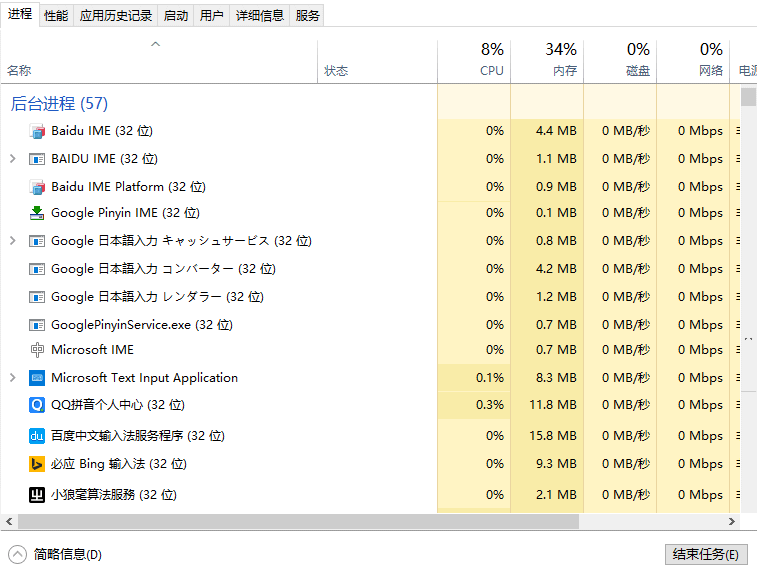 进程 性能 应用历史记录 启动 用户 详细信息 服务
8% 34% 0% 0%
名称 状态 CPU 内存 磁盘 网络 电源
后台进程 (57)
Baidu IME (32 位) 0% 4.4 MB 0 MB/秒 0 Mbps
BAIDU IME (32 位) 0% 1.1 MB 0 MB/秒 0 Mbps
Baidu IME Platform (32 位) 0% 0.9 MB 0 MB/秒 0 Mbps
Google Pinyin IME (32 位) 0% 0.1 MB 0 MB/秒 0 Mbps
Google 日本語入力 キャッシュサービス (32 位) 0% 0.8 MB 0 MB/秒 0 Mbps
Google 日本語入力 コンバーター (32 位) 0% 4.2 MB 0 MB/秒 0 Mbps
Google 日本語入力 レンダラー (32 位) 0% 1.2 MB 0 MB/秒 0 Mbps
GooglePinyinService.exe (32 位) 0% 0.7 MB 0 MB/秒 0 Mbps
Microsoft IME 0% 0.7 MB 0 MB/秒 0 Mbps
Microsoft Text Input Application 0.1% 8.3 MB 0 MB/秒 0 Mbps
QQ拼音个人中心 (32 位) 0.3% 11.8 MB 0 MB/秒 0 Mbps
du 百度中文输入法服务程序 (32 位) 0% 15.8 MB 0 MB/秒 0 Mbps
必应 Bing 输入法 (32 位) 0% 9.3 MB 0 MB/秒 0 Mbps
小狼毫算法服務 (32 位) 0% 2.1 MB 0 MB/秒 0 Mbps
简略信息(D) 结束任务(E)